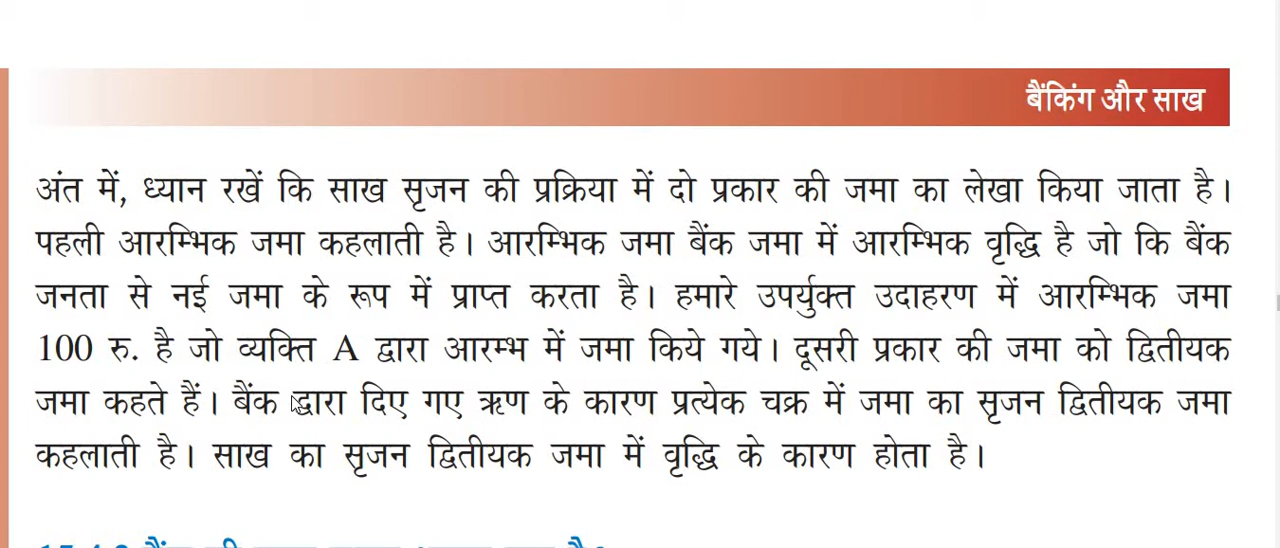 बैंकिंग और साख
अंत में, ध्यान रखें कि साख सृजन की प्रक्रिया में दो प्रकार की जमा का लेखा किया जाता है।
पहली आरम्भिक जमा कहलाती है। आरम्भिक जमा बैंक जमा में आरम्भिक वृद्धि है जो कि बैंक
जनता से नई जमा के रूप में प्राप्त करता है। हमारे उपर्युक्त उदाहरण में आरम्भिक जमा
100 रु. है जो व्यक्ति A द्वारा आरम्भ में जमा किये गये। दूसरी प्रकार की जमा को द्वितीयक
जमा कहते हैं। बैंक द्वारा दिए गए ऋण के कारण प्रत्येक चक्र में जमा का सृजन द्वितीयक जमा
कहलाती है। साख का सृजन द्वितीयक जमा में वृद्धि के कारण होता है।